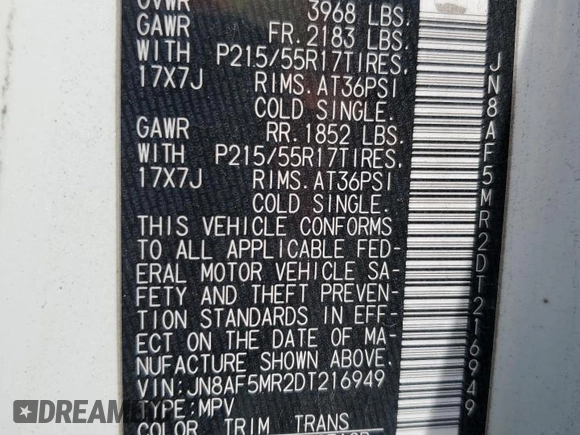 GVWR 3968 LBS.
GAWR FR. 2183 LBS.
WITH P215/55R17TIRES.
17X7J RIMS. AT36PSI
COLD SINGLE.
GAWR RR. 1852 LBS.
WITH P215/55R17TIRES.
17X7J RIMS. AT36PSI
COLD SINGLE.
THIS VEHICLE CONFORMS
TO ALL APPLICABLE FED-
ERAL MOTOR VEHICLE SA-
FETY AND THEFT PREVEN-
TION STANDARDS IN EFF-
ECT ON THE DATE OF MA-
NUFACTURE SHOWN ABOVE.
VIN: JN8AF5MR2DT216949
TYPE: MPV
COLOR TRIM TRANS
JN8AF5MR2DT216949